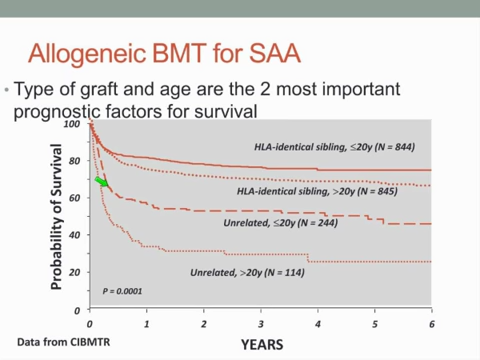 Allogeneic BMT for SAA
• Type of graft and age are the 2 most important
prognostic factors for survival
100
80
60
40
20
0
Probability of Survival
HLA-identical sibling, ≤20y (N = 844)
HLA-identical sibling, >20y (N = 845)
Unrelated, ≤20y (N = 244)
Unrelated, >20y (N = 114)
P = 0.0001
0 1 2 3 4 5 6
YEARS
Data from CIBMTR